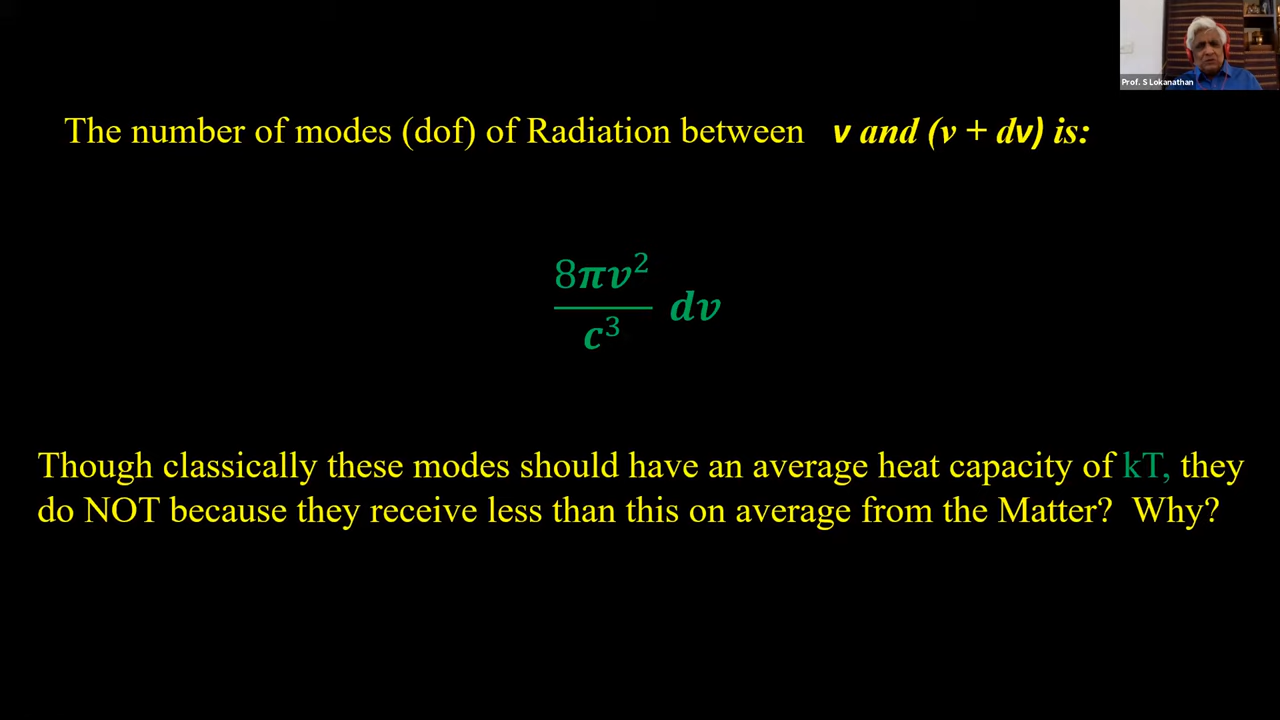 Prof. S Lokanathan
The number of modes (dof) of Radiation between ν and (ν + dν) is:
8πν²
c³
dν
Though classically these modes should have an average heat capacity of kT, they
do NOT because they receive less than this on average from the Matter? Why?